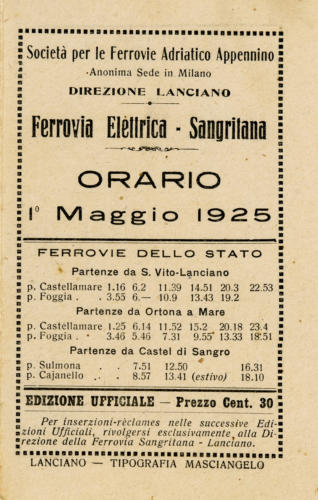 Società per le Ferrovie Adriatico Appennino
Anonima Sede in Milano
DIREZIONE LANCIANO
Ferrovia Elettrica - Sangritana
ORARIO
1° Maggio 1925
FERROVIE DELLO STATO
Partenze da S. Vito-Lanciano
p. Castellamare 1.16 6.2 11.39 14.51 20.3 22.53
p. Foggia . 3.55 6.— 10.9 13.43 19.2
Partenze da Ortona a Mare
p. Castellamare 1.25 6.14 11.52 15.2 20.18 23.4
p. Foggia . 3.46 5.46 7.31 9.55 13.33 18.51
Partenze da Castel di Sangro
p. Sulmona . . 7.51 12.50 16.31
p. Cajanello . . 8.57 13.41 (estivo) 18.10
EDIZIONE UFFICIALE — Prezzo Cent. 30
Per inserzioni-rèclames nelle successive Edi-
zioni Ufficiali, rivolgersi esclusivamente alla Di-
rezione della Ferrovia Sangritana - Lanciano.
LANCIANO — TIPOGRAFIA MASCIANGELO